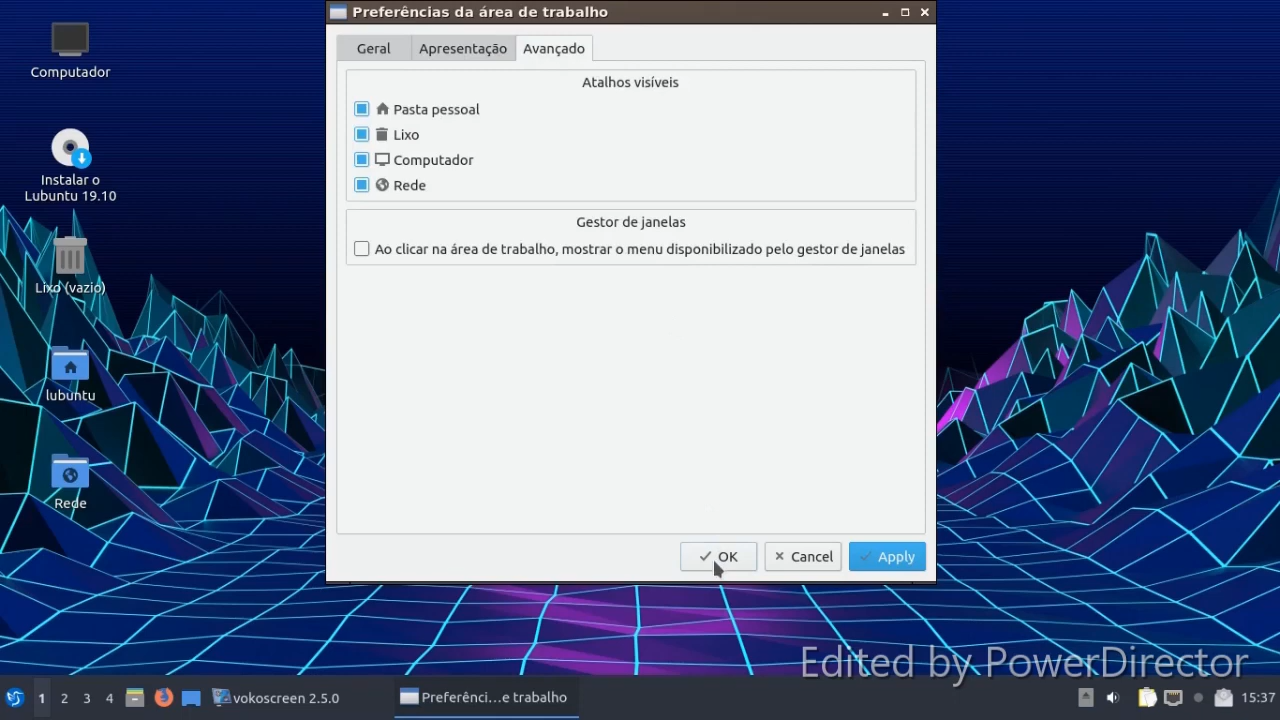 Preferências da área de trabalho
Geral
Apresentação
Avançado
Atalhos visíveis
Pasta pessoal
Lixo
Computador
Rede
Gestor de janelas
Ao clicar na área de trabalho, mostrar o menu disponibilizado pelo gestor de janelas
OK
Cancel
Apply
Computador
Instalar o
Lubuntu 19.10
Lixo (vazio)
lubuntu
Rede
Edited by PowerDirector
1
2
3
4
vokoscreen 2.5.0
Preferênci...e trabalho
15:37